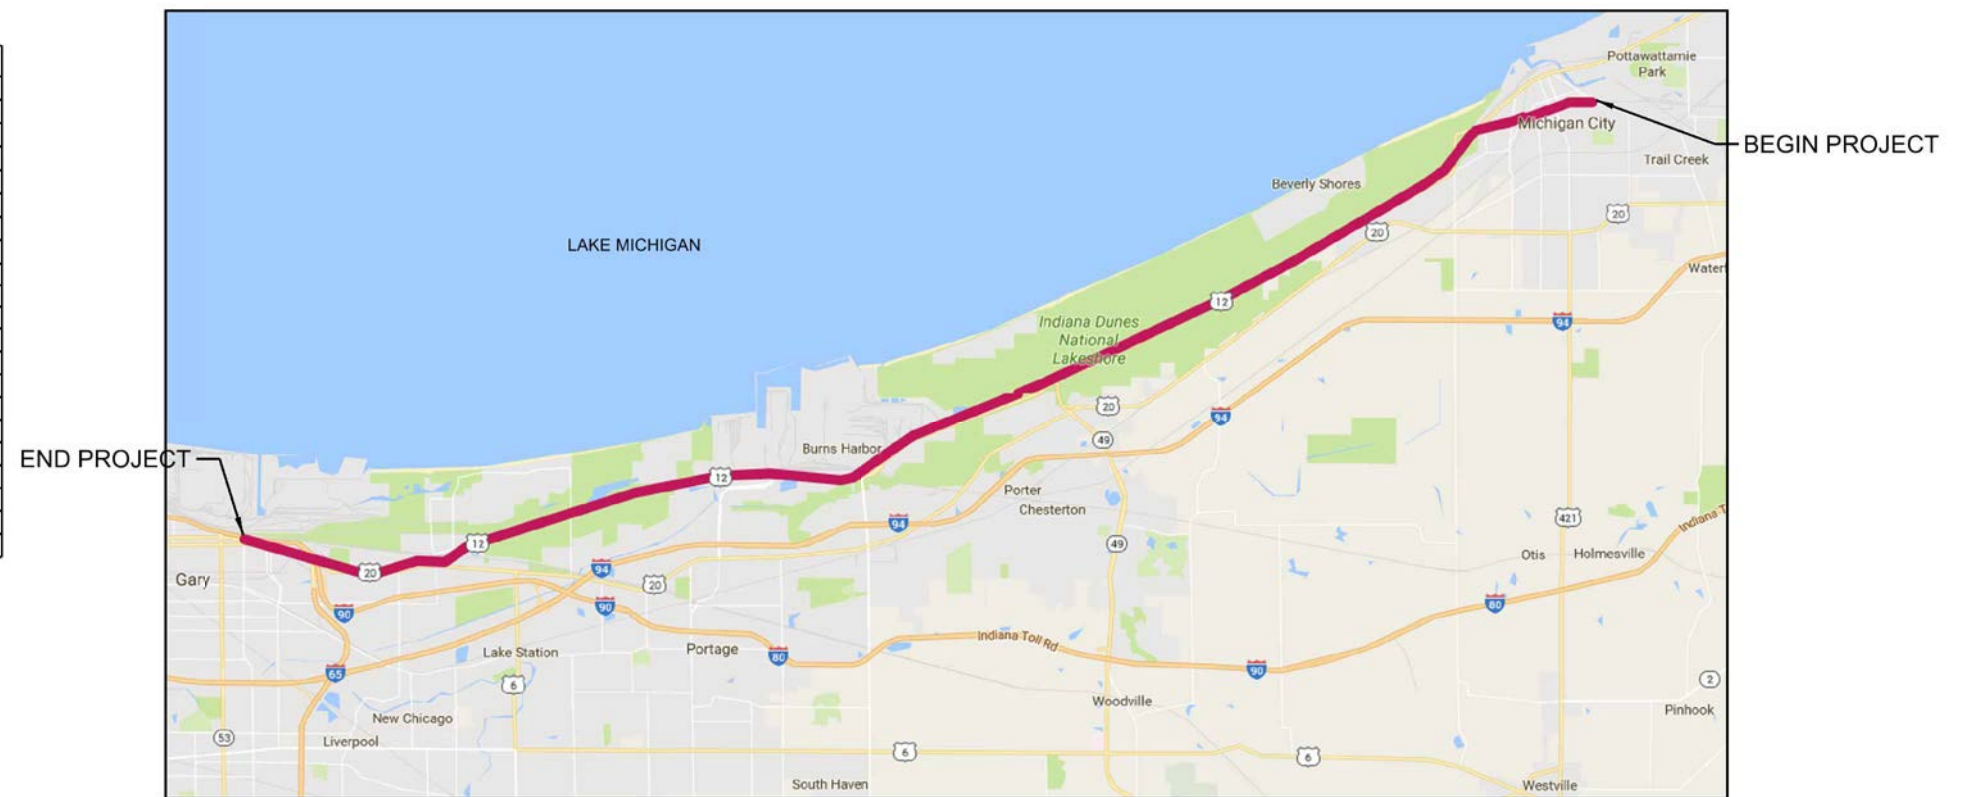 Pottawattamie
Park
BEGIN PROJECT
Michigan City
Trail Creek
Beverly Shores
20
20
LAKE MICHIGAN
12
94
Indiana Dunes
National
Lakeshore
20
94
49
Burns Harbor
END PROJECT
12
Porter
Chesterton
94
421
12
49
Otis
Holmesville
20
94
20
Gary
90
90
80
Indiana Toll Rd
Lake Station
Portage
80
65
90
6
2
Woodville
Pinhook
New Chicago
53
Liverpool
6
6
South Haven
Westville